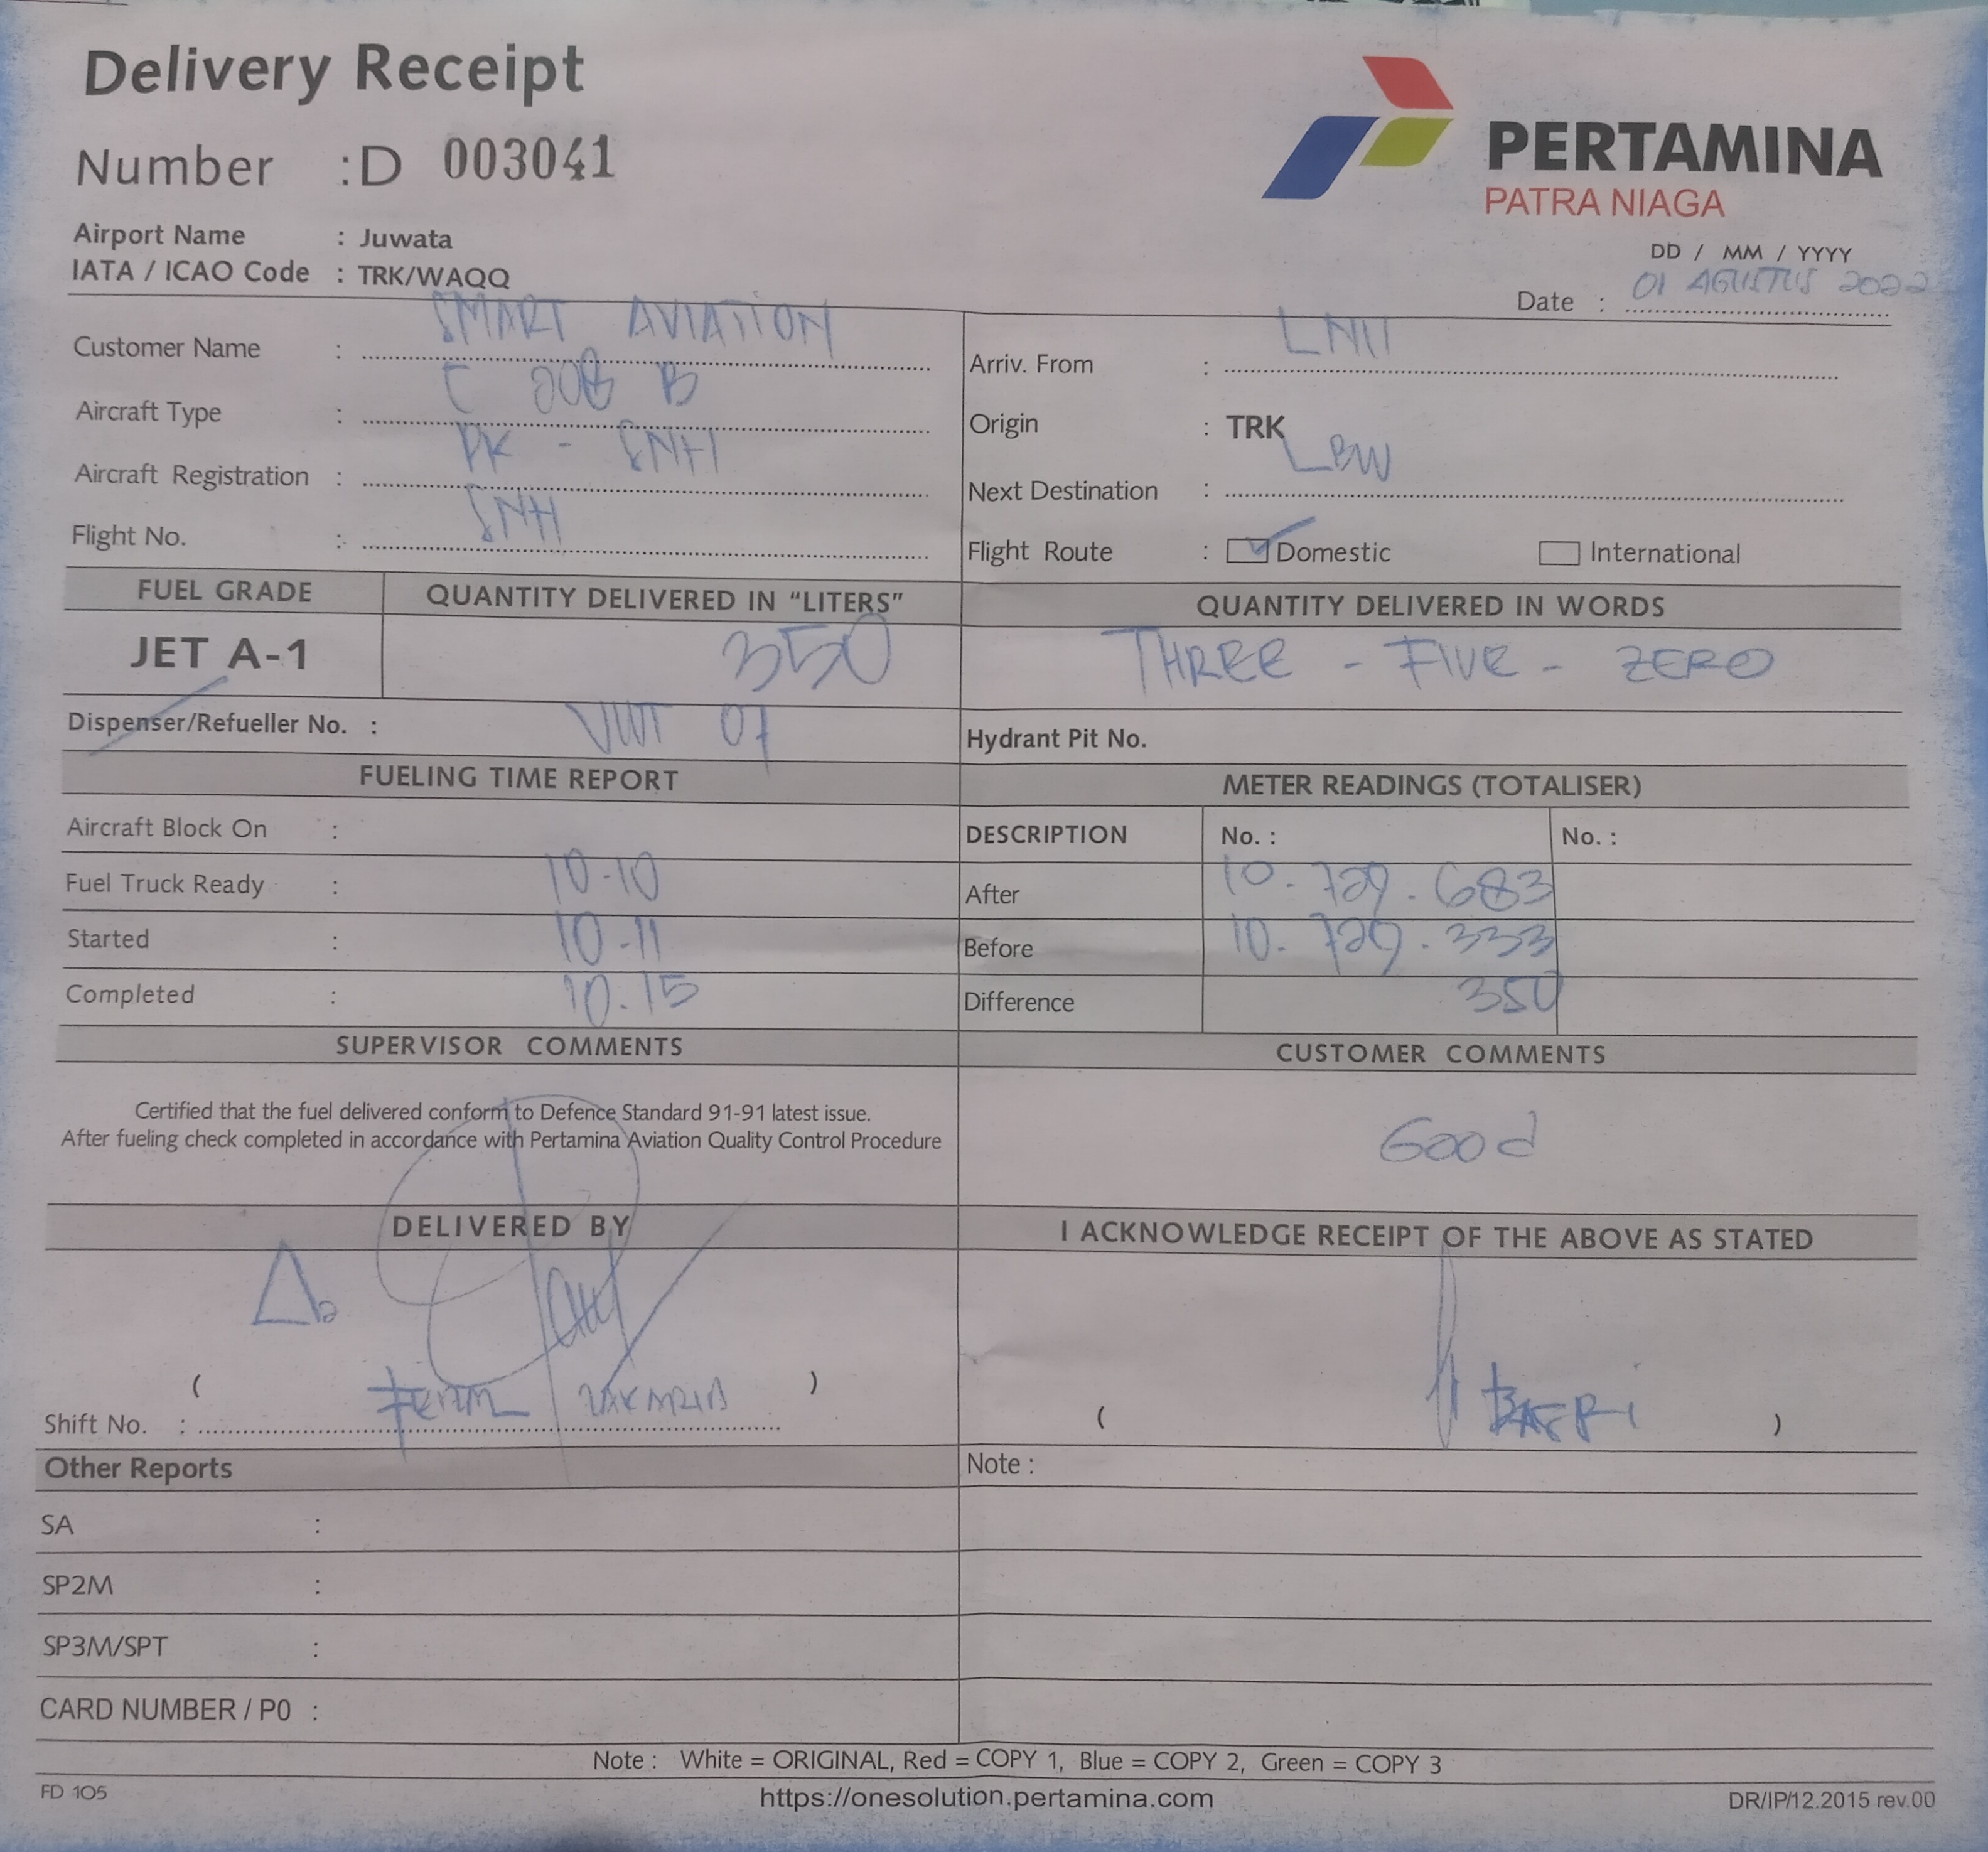 Delivery Receipt
Number : D 003041
PERTAMINA
PATRA NIAGA
Airport Name : Juwata
IATA / ICAO Code : TRK/WAQQ
DD / MM / YYYY
Date : 01 AGUSTUS 2022
Customer Name : SMART AVIATION
Aircraft Type : C 208 B
Aircraft Registration : PK - SNH
Flight No. : SNH
Arriv. From : LNU
Origin : TRK
Next Destination : LBW
Flight Route : Domestic International
FUEL GRADE QUANTITY DELIVERED IN “LITERS” QUANTITY DELIVERED IN WORDS
JET A-1 350 THREE - FIVE - ZERO
Dispenser/Refueller No. : 07 Hydrant Pit No.
FUELING TIME REPORT METER READINGS (TOTALISER)
Aircraft Block On : DESCRIPTION No. : No. :
Fuel Truck Ready : 10-10 After 10. 729. 683
Started : 10-11 Before 10. 729. 333
Completed : 10.15 Difference 350
SUPERVISOR COMMENTS CUSTOMER COMMENTS
Certified that the fuel delivered conform to Defence Standard 91-91 latest issue.
After fueling check completed in accordance with Pertamina Aviation Quality Control Procedure
Good
DELIVERED BY I ACKNOWLEDGE RECEIPT OF THE ABOVE AS STATED
( )
Shift No. :
( )
Other Reports Note :
SA :
SP2M :
SP3M/SPT :
CARD NUMBER / P0 :
Note : White = ORIGINAL, Red = COPY 1, Blue = COPY 2, Green = COPY 3
FD 105 https://onesolution.pertamina.com DR/IP/12.2015 rev.00